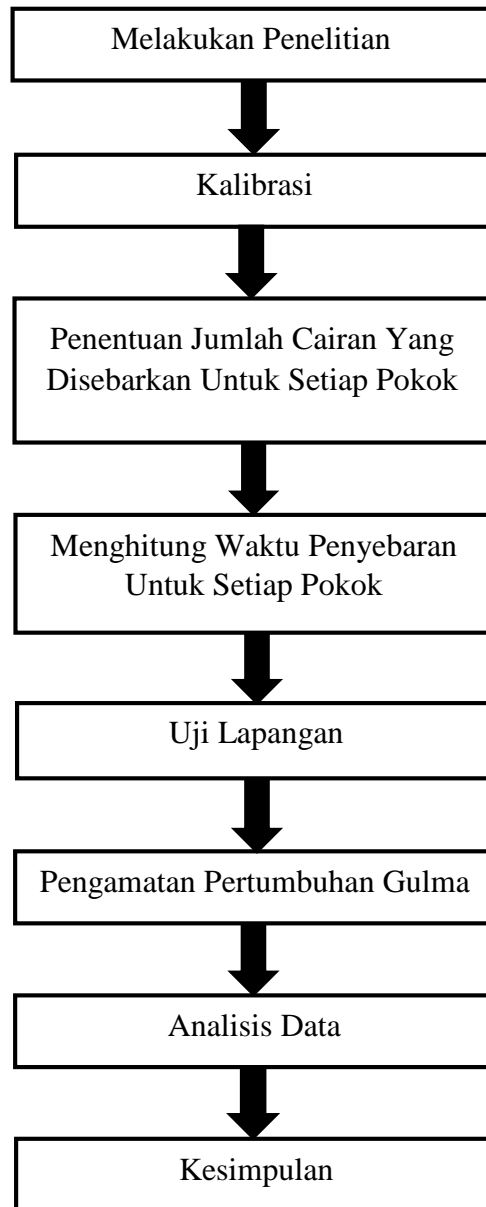 Melakukan Penelitian
Kalibrasi
Penentuan Jumlah Cairan Yang
Disebarkan Untuk Setiap Pokok
Menghitung Waktu Penyebaran
Untuk Setiap Pokok
Uji Lapangan
Pengamatan Pertumbuhan Gulma
Analisis Data
Kesimpulan